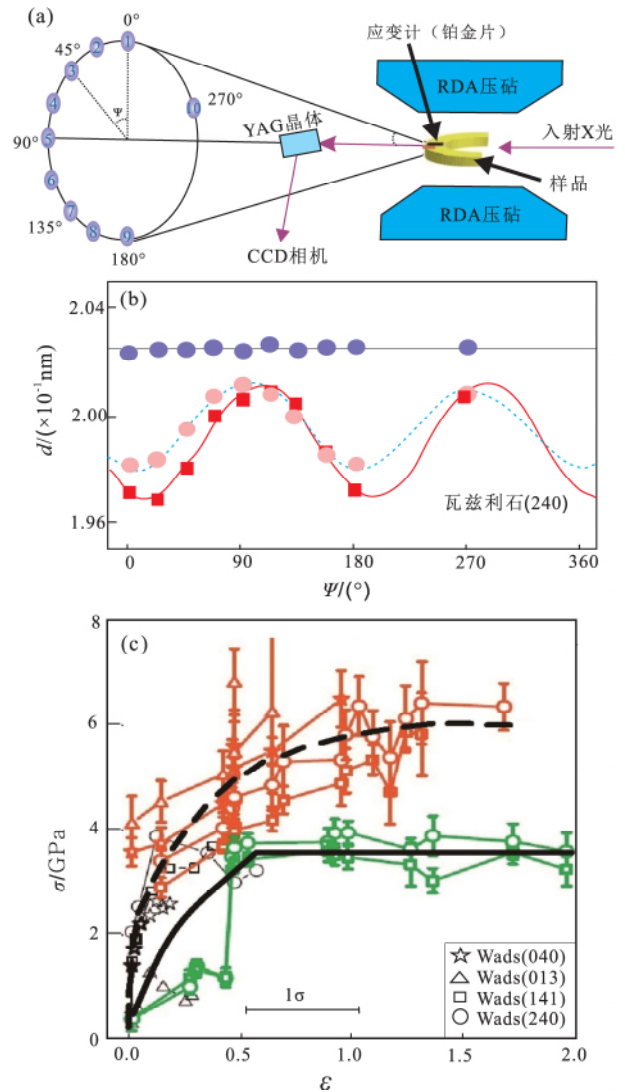 (a)
0°
45°
90°
135°
180°
270°
1
2
3
4
5
6
7
8
9
10
Ψ
YAG晶体
CCD相机
应变计（铂金片）
RDA压砧
入射X光
样品
RDA压砧
(b)
2.04
2.00
1.96
d/(×10⁻¹nm)
瓦兹利石(240)
0 90 180 270 360
Ψ/(°)
(c)
8
6
4
2
0
σ/GPa
1σ
Wads(040)
Wads(013)
Wads(141)
Wads(240)
0.0 0.5 1.0 1.5 2.0
ε